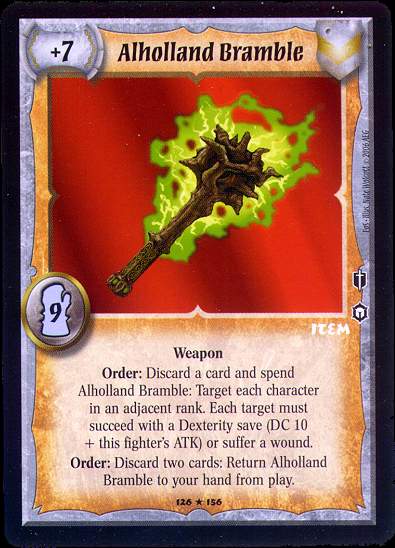 +7
Alholland Bramble
9
ITEM
Weapon
Order: Discard a card and spend
Alholland Bramble: Target each character
in an adjacent rank. Each target must
succeed with a Dexterity save (DC 10
+ this fighter's ATK) or suffer a wound.
Order: Discard two cards: Return Alholland
Bramble to your hand from play.
126 ★ 156